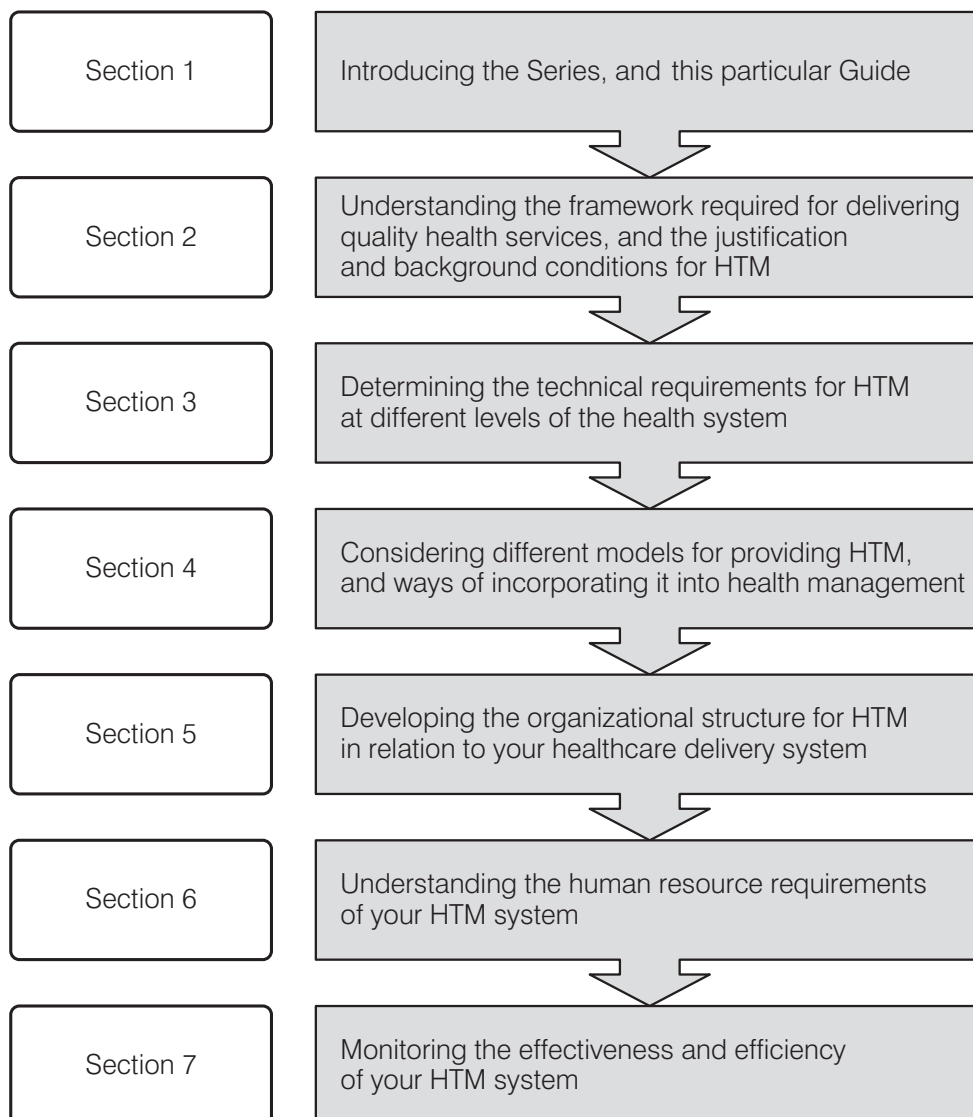 Section 1
Introducing the Series, and this particular Guide
Section 2
Understanding the framework required for delivering
quality health services, and the justification
and background conditions for HTM
Section 3
Determining the technical requirements for HTM
at different levels of the health system
Section 4
Considering different models for providing HTM,
and ways of incorporating it into health management
Section 5
Developing the organizational structure for HTM
in relation to your healthcare delivery system
Section 6
Understanding the human resource requirements
of your HTM system
Section 7
Monitoring the effectiveness and efficiency
of your HTM system